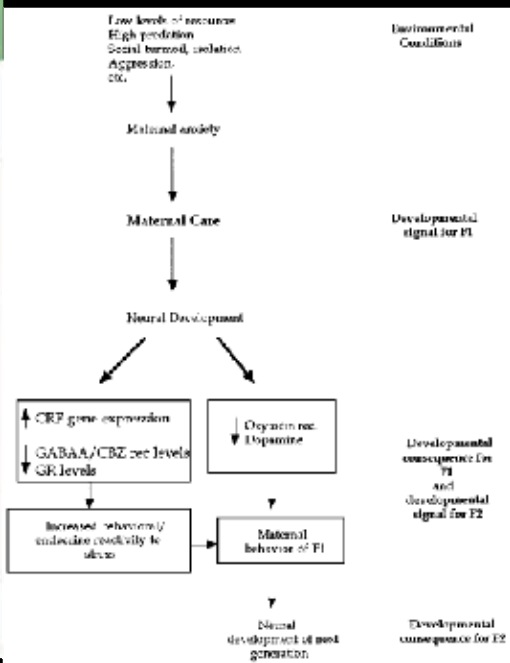 Low levels of resources
High predation
Social turmoil, isolation
Aggression,
etc.
Environmental
Conditions
Maternal anxiety
Maternal Care
Developmental
signal for F1
Neural Development
CRF gene expression
GABAA/CBZ rec levels
GR levels
Oxytocin rec.
Dopamine
Developmental
consequence for
F1
and
developmental
signal for F2
Increased behavioral/
endocrine reactivity to
stress
Maternal
behavior of F1
Neural
development of next
generation
Developmental
consequence for F2